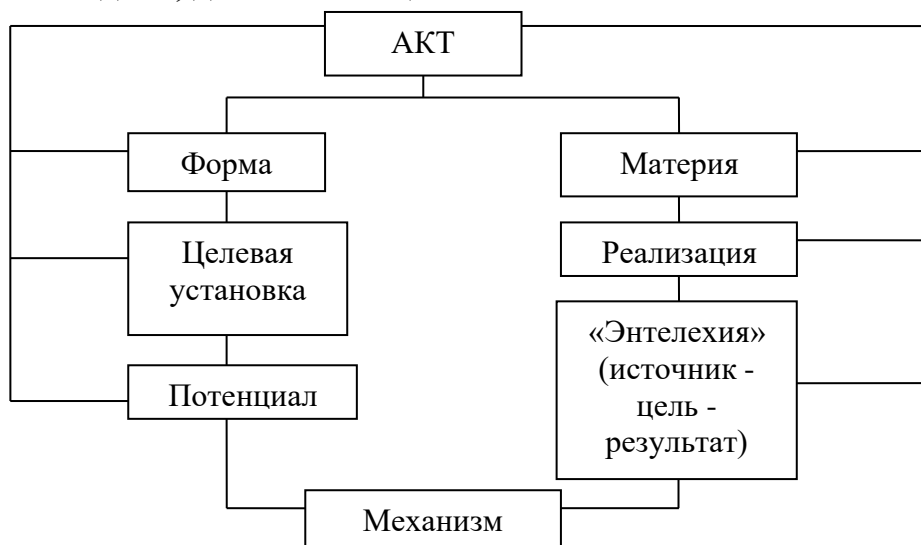 АКТ
Форма
Материя
Целевая
установка
Реализация
«Энтелехия»
(источник -
цель -
результат)
Потенциал
Механизм